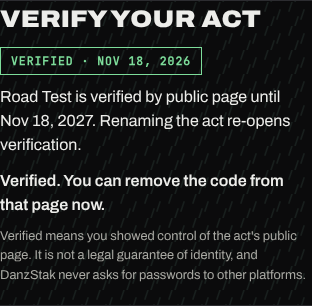 VERIFY YOUR ACT
VERIFIED · NOV 18, 2026
Road Test is verified by public page until
Nov 18, 2027. Renaming the act re-opens
verification.
Verified. You can remove the code from
that page now.
Verified means you showed control of the act's public
page. It is not a legal guarantee of identity, and
DanzStak never asks for passwords to other platforms.